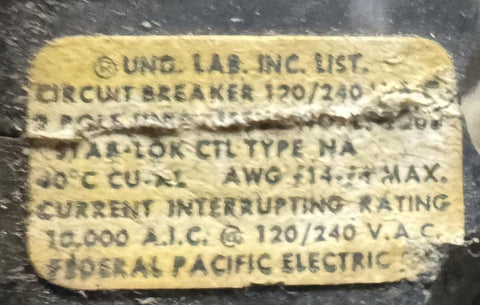 UND. LAB. INC. LIST.
CIRCUIT BREAKER 120/240 V.A.C.
2 POLE
STAB-LOK CTL TYPE NA
40°C CU-AL AWG MAX.
CURRENT INTERRUPTING RATING
10,000 A.I.C. @ 120/240 V.A.C.
FEDERAL PACIFIC ELECTRIC